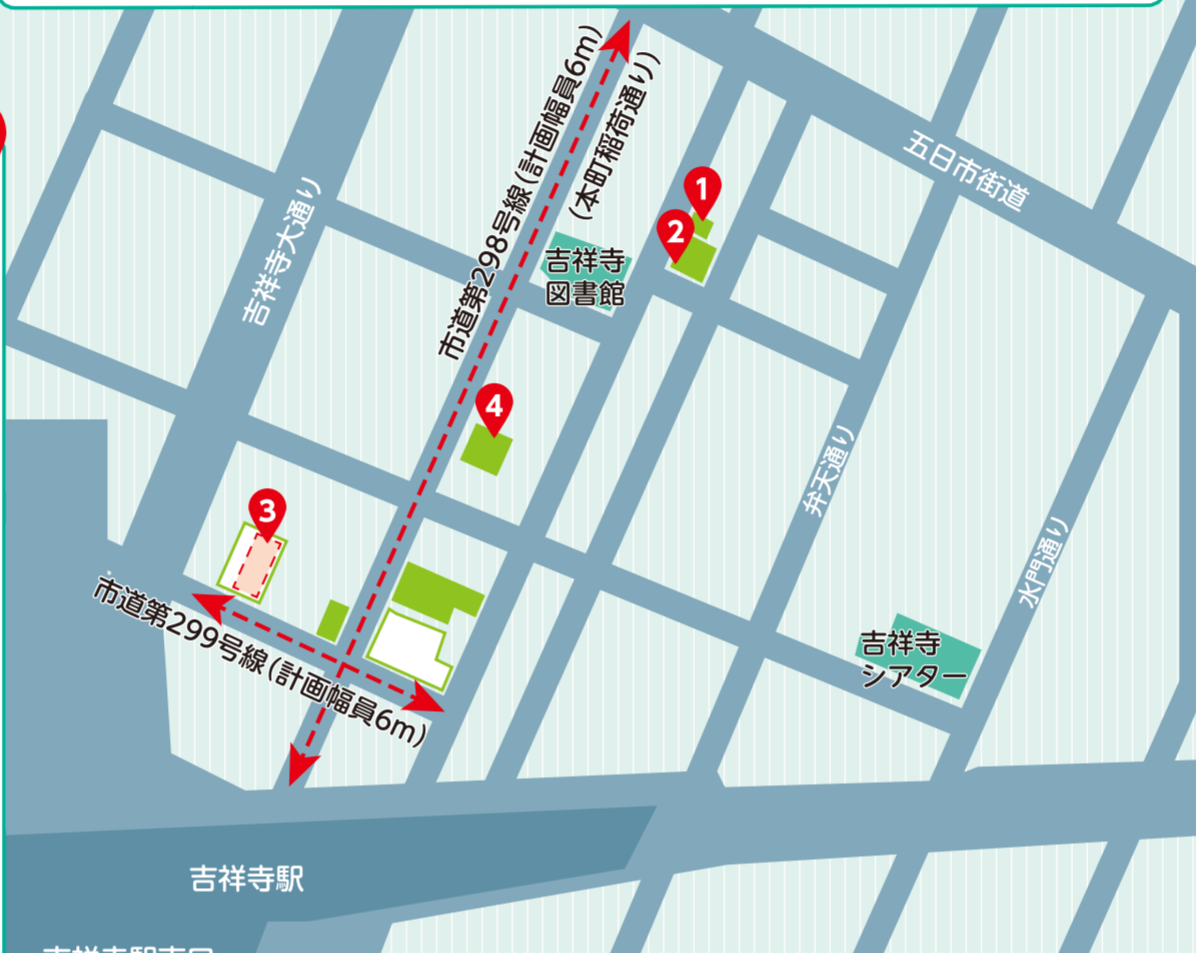 市道第298号線(計画幅員6m)
(本町稲荷通り)
五日市街道
1
2
吉祥寺大通り
吉祥寺
図書館
4
弁天通り
3
水門通り
市道第299号線(計画幅員6m)
吉祥寺
シアター
吉祥寺駅